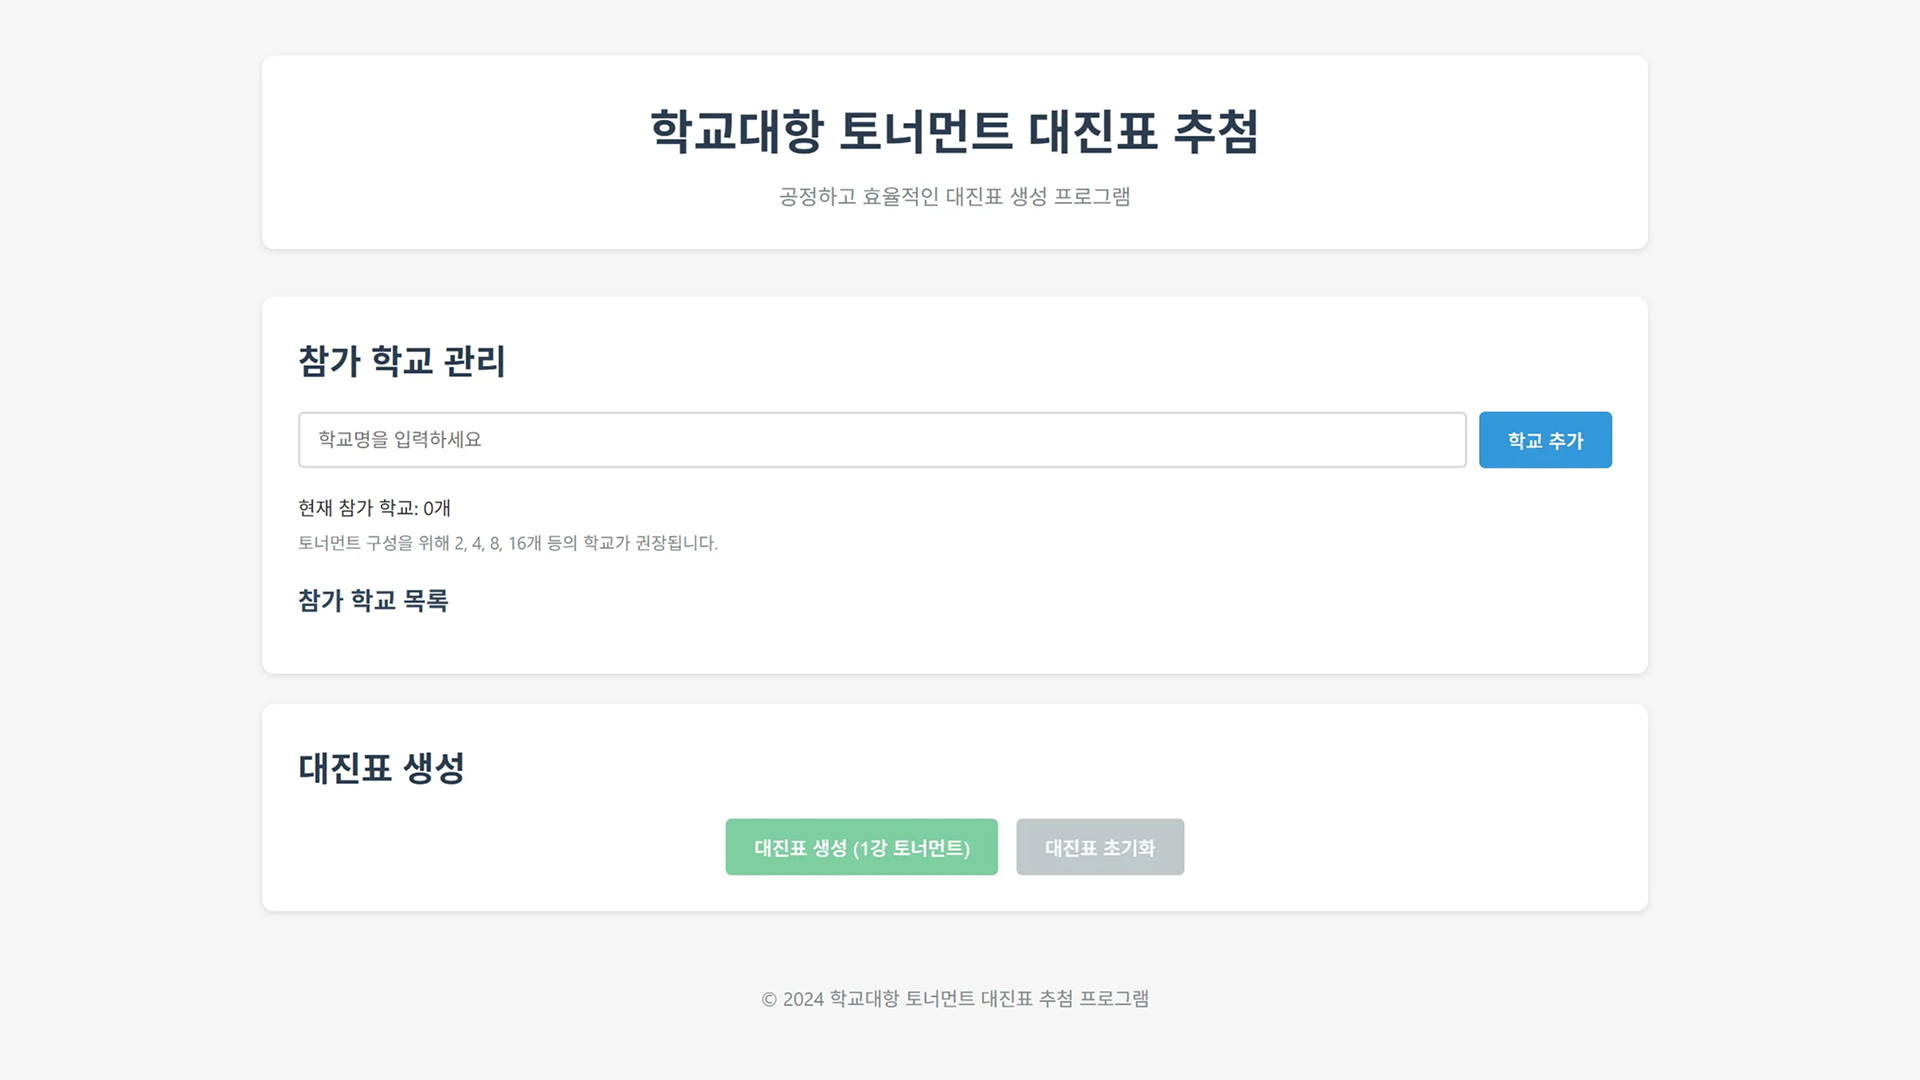 학교대항 토너먼트 대진표 추첨
공정하고 효율적인 대진표 생성 프로그램
참가 학교 관리
학교명을 입력하세요
학교 추가
현재 참가 학교: 0개
토너먼트 구성을 위해 2, 4, 8, 16개 등의 학교가 권장됩니다.
참가 학교 목록
대진표 생성
대진표 생성 (1강 토너먼트)
대진표 초기화
© 2024 학교대항 토너먼트 대진표 추첨 프로그램